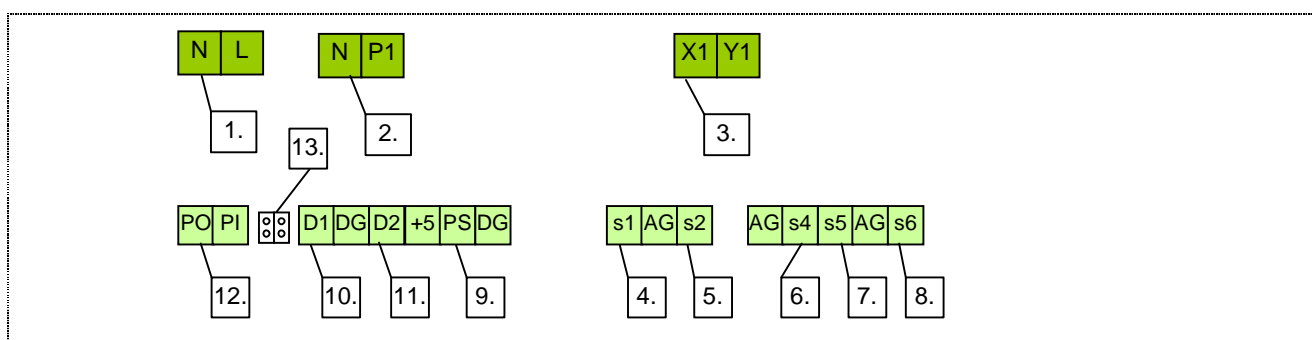 N L N P1 X1 Y1
1. 2. 3.
13.
PO PI D1 DG D2 +5 PS DG s1 AG s2 AG s4 s5 AG s6
12. 10. 11. 9. 4. 5. 6. 7. 8.